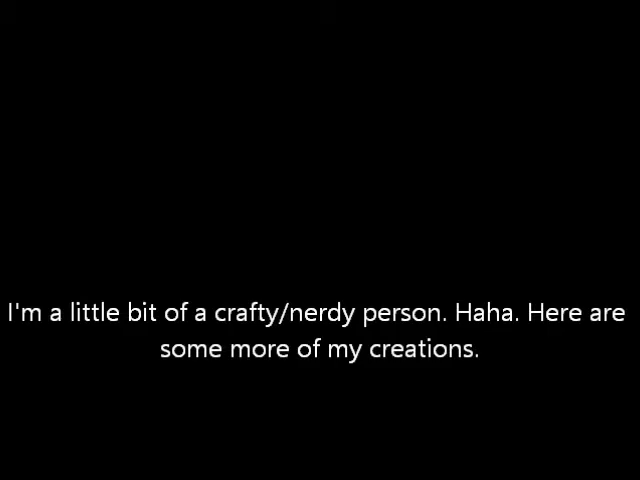 I'm a little bit of a crafty/nerdy person. Haha. Here are
some more of my creations.